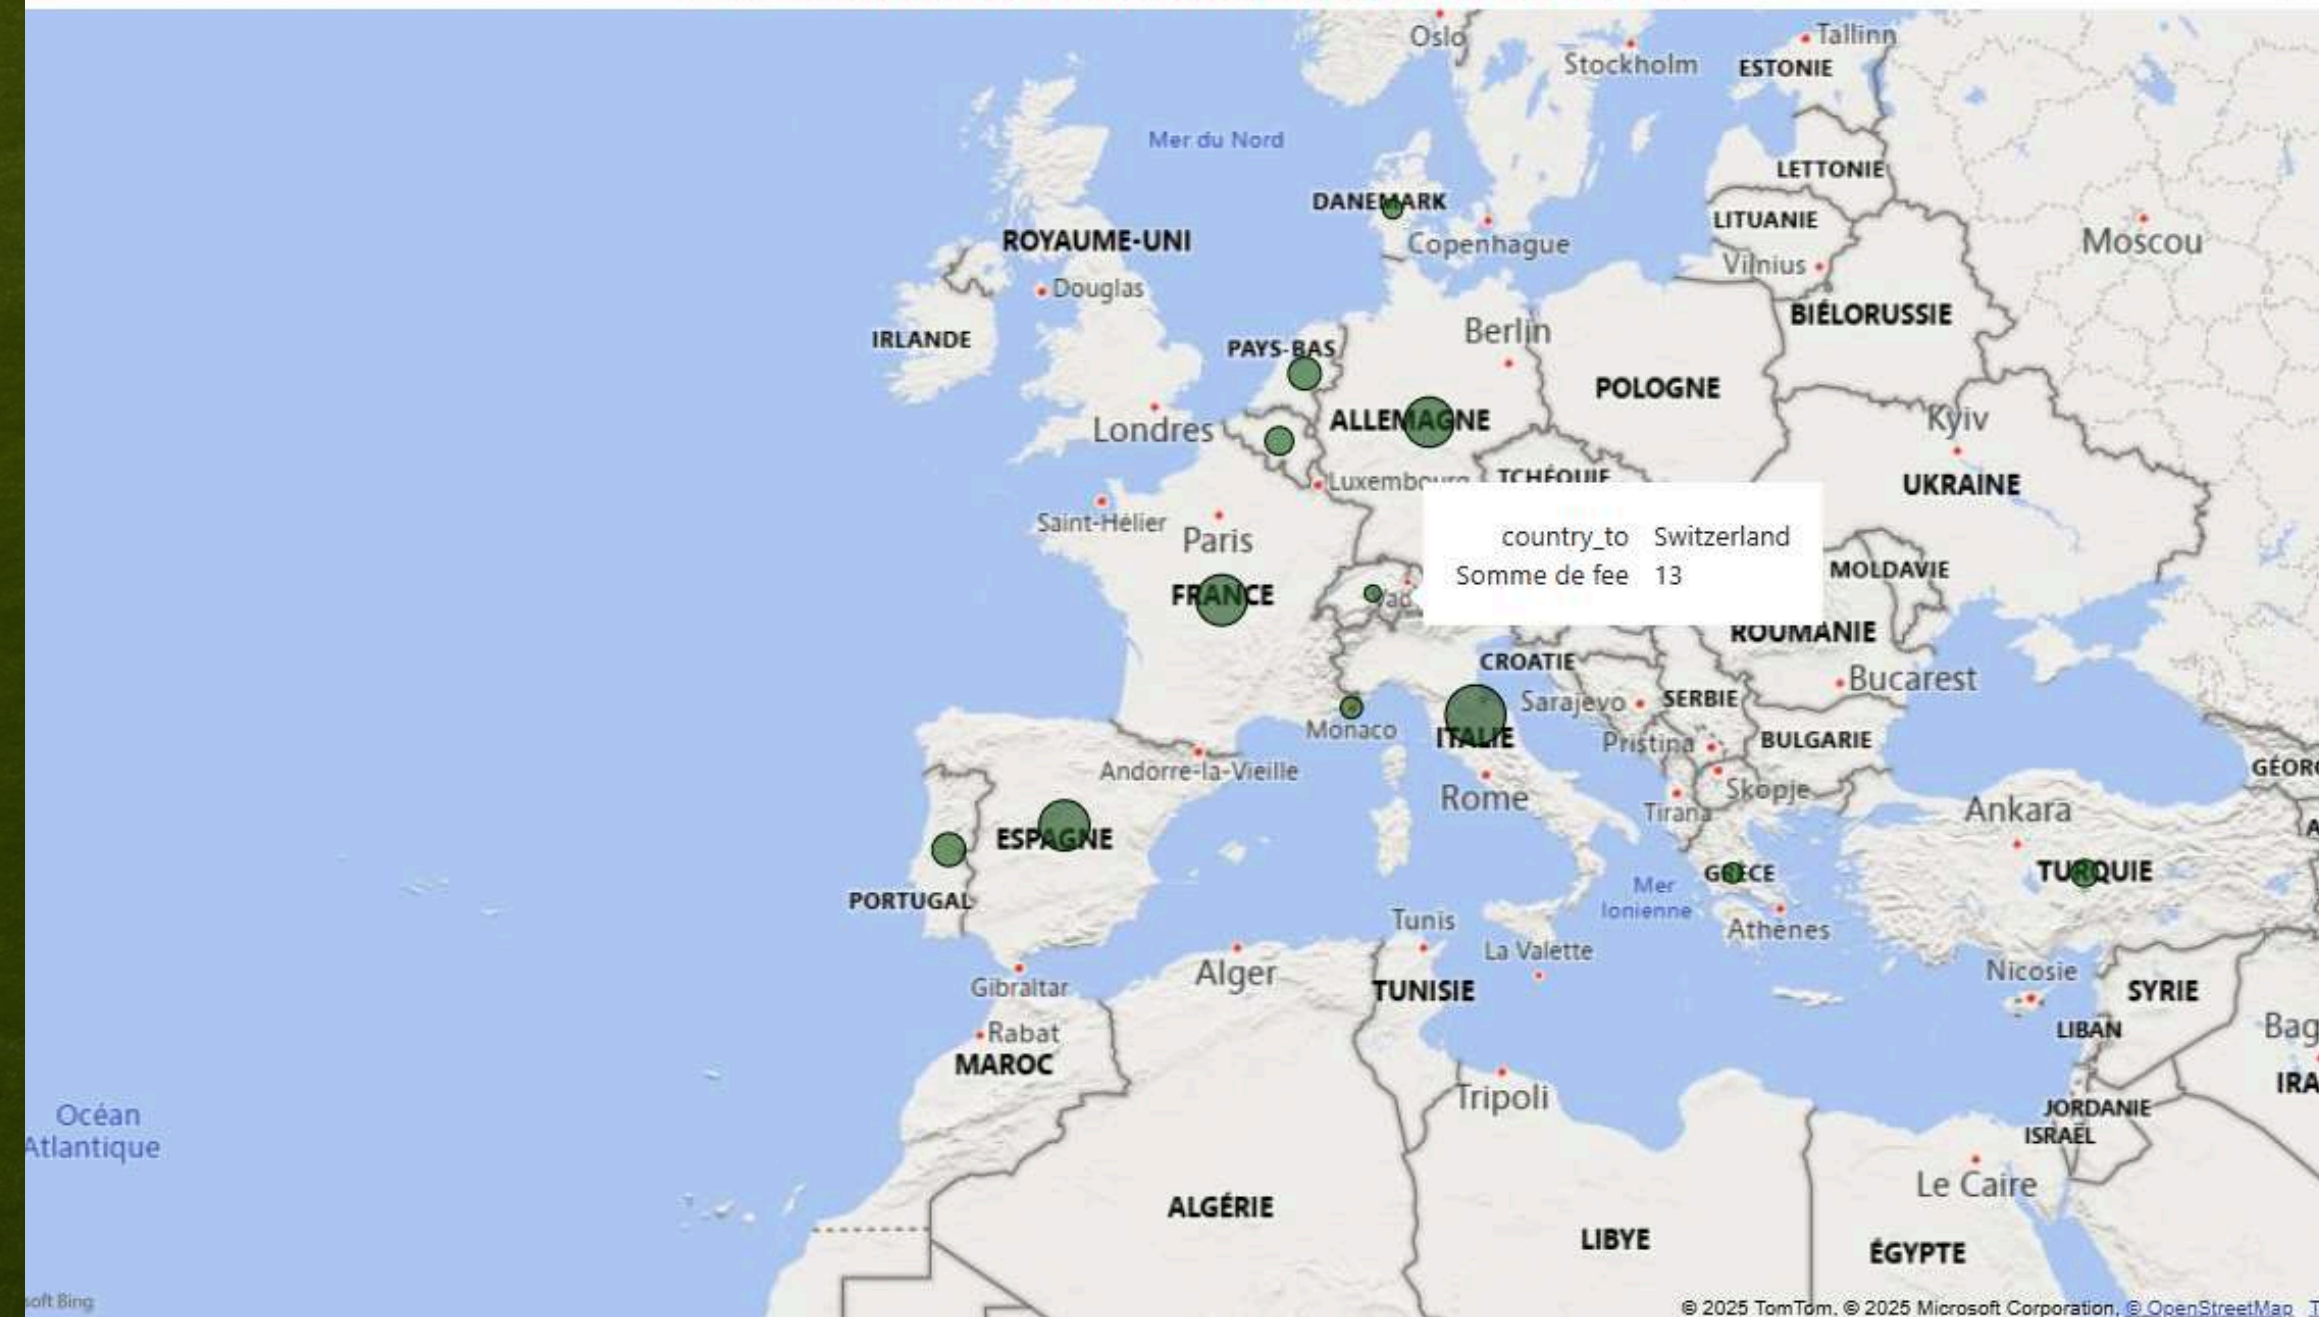 Oslo
Tallinn
Stockholm
ESTONIE
Mer du Nord
LETTONIE
DANEMARK
LITUANIE
ROYAUME-UNI
Copenhague
Moscou
Vilnius
Douglas
BIÉLORUSSIE
IRLANDE
Berlin
PAYS-BAS
POLOGNE
ALLEMAGNE
Kyiv
Londres
Luxembourg
TCHÉQUIE
UKRAINE
Saint-Hélier
Paris
country_to Switzerland
Somme de fee 13
MOLDAVIE
FRANCE
ROUMANIE
CROATIE
Bucarest
Sarajevo
SERBIE
Monaco
ITALIE
Pristina
BULGARIE
Andorre-la-Vieille
Rome
Skopje
Tirana
Ankara
ESPAGNE
GRÈCE
TURQUIE
PORTUGAL
Mer
Ionienne
Tunis
Athènes
La Valette
Alger
Nicosie
Gibraltar
TUNISIE
SYRIE
Rabat
LIBAN
MAROC
Tripoli
JORDANIE
Océan
Atlantique
ISRAËL
Le Caire
ALGÉRIE
LIBYE
ÉGYPTE
soft Bing
© 2025 TomTom, © 2025 Microsoft Corporation, © OpenStreetMap